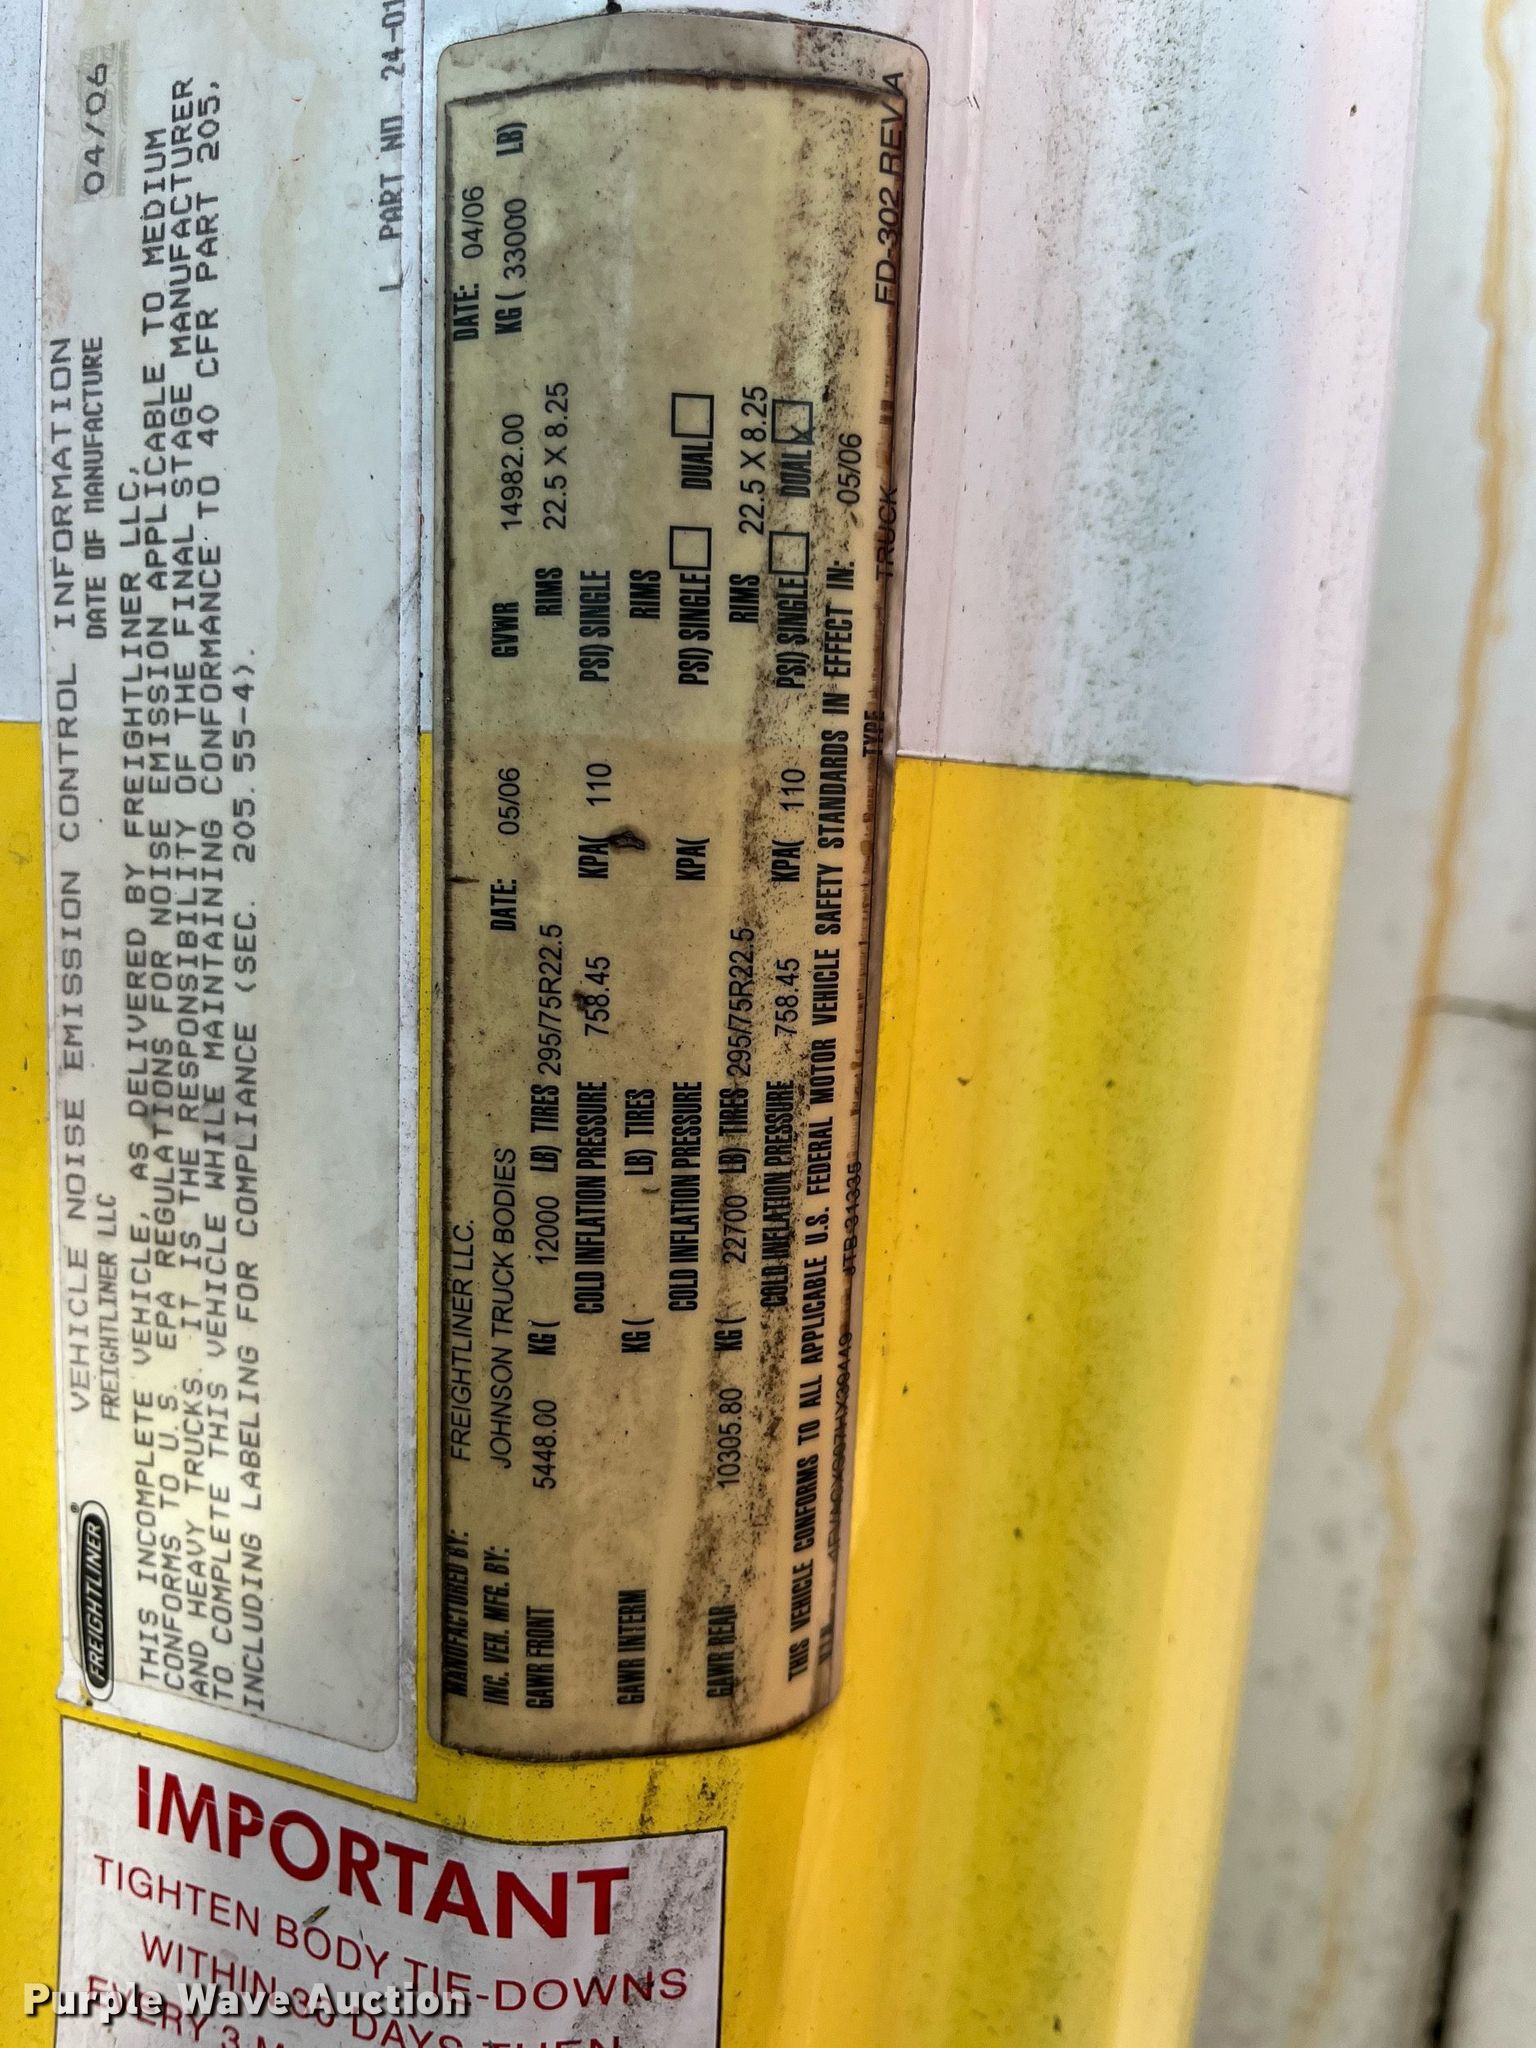 FREIGHTLINER®
VEHICLE NOISE EMISSION CONTROL INFORMATION
FREIGHTLINER LLC DATE OF MANUFACTURE 04/06
THIS INCOMPLETE VEHICLE, AS DELIVERED BY FREIGHTLINER LLC,
CONFORMS TO U.S. EPA REGULATIONS FOR NOISE EMISSION APPLICABLE TO MEDIUM
AND HEAVY TRUCKS. IT IS THE RESPONSIBILITY OF THE FINAL STAGE MANUFACTURER
TO COMPLETE THIS VEHICLE WHILE MAINTAINING CONFORMANCE TO 40 CFR PART 205,
INCLUDING LABELING FOR COMPLIANCE (SEC. 205.55-4).
PART NO. 24-01
MANUFACTURED BY: FREIGHTLINER LLC. DATE: 04/06
INC. VEH. MFG. BY: JOHNSON TRUCK BODIES DATE: 05/06 GVWR 14982.00 KG ( 33000 LB)
GAWR FRONT 5448.00 KG ( 12000 LB) TIRES 295/75R22.5 RIMS 22.5 X 8.25
COLD INFLATION PRESSURE 758.45 KPA( 110 PSI) SINGLE
GAWR INTERM KG ( LB) TIRES RIMS
COLD INFLATION PRESSURE KPA( PSI) SINGLE DUAL
GAWR REAR 10305.80 KG ( 22700 LB) TIRES 295/75R22.5 RIMS 22.5 X 8.25
COLD INFLATION PRESSURE 758.45 KPA( 110 PSI) SINGLE DUAL X
THIS VEHICLE CONFORMS TO ALL APPLICABLE U.S. FEDERAL MOTOR VEHICLE SAFETY STANDARDS IN EFFECT IN: 05/06
JTB31335 TYPE TRUCK
FD-302 REV A
IMPORTANT
TIGHTEN BODY TIE-DOWNS
WITHIN 30 DAYS THEN
EVERY 3
Purple Wave Auction